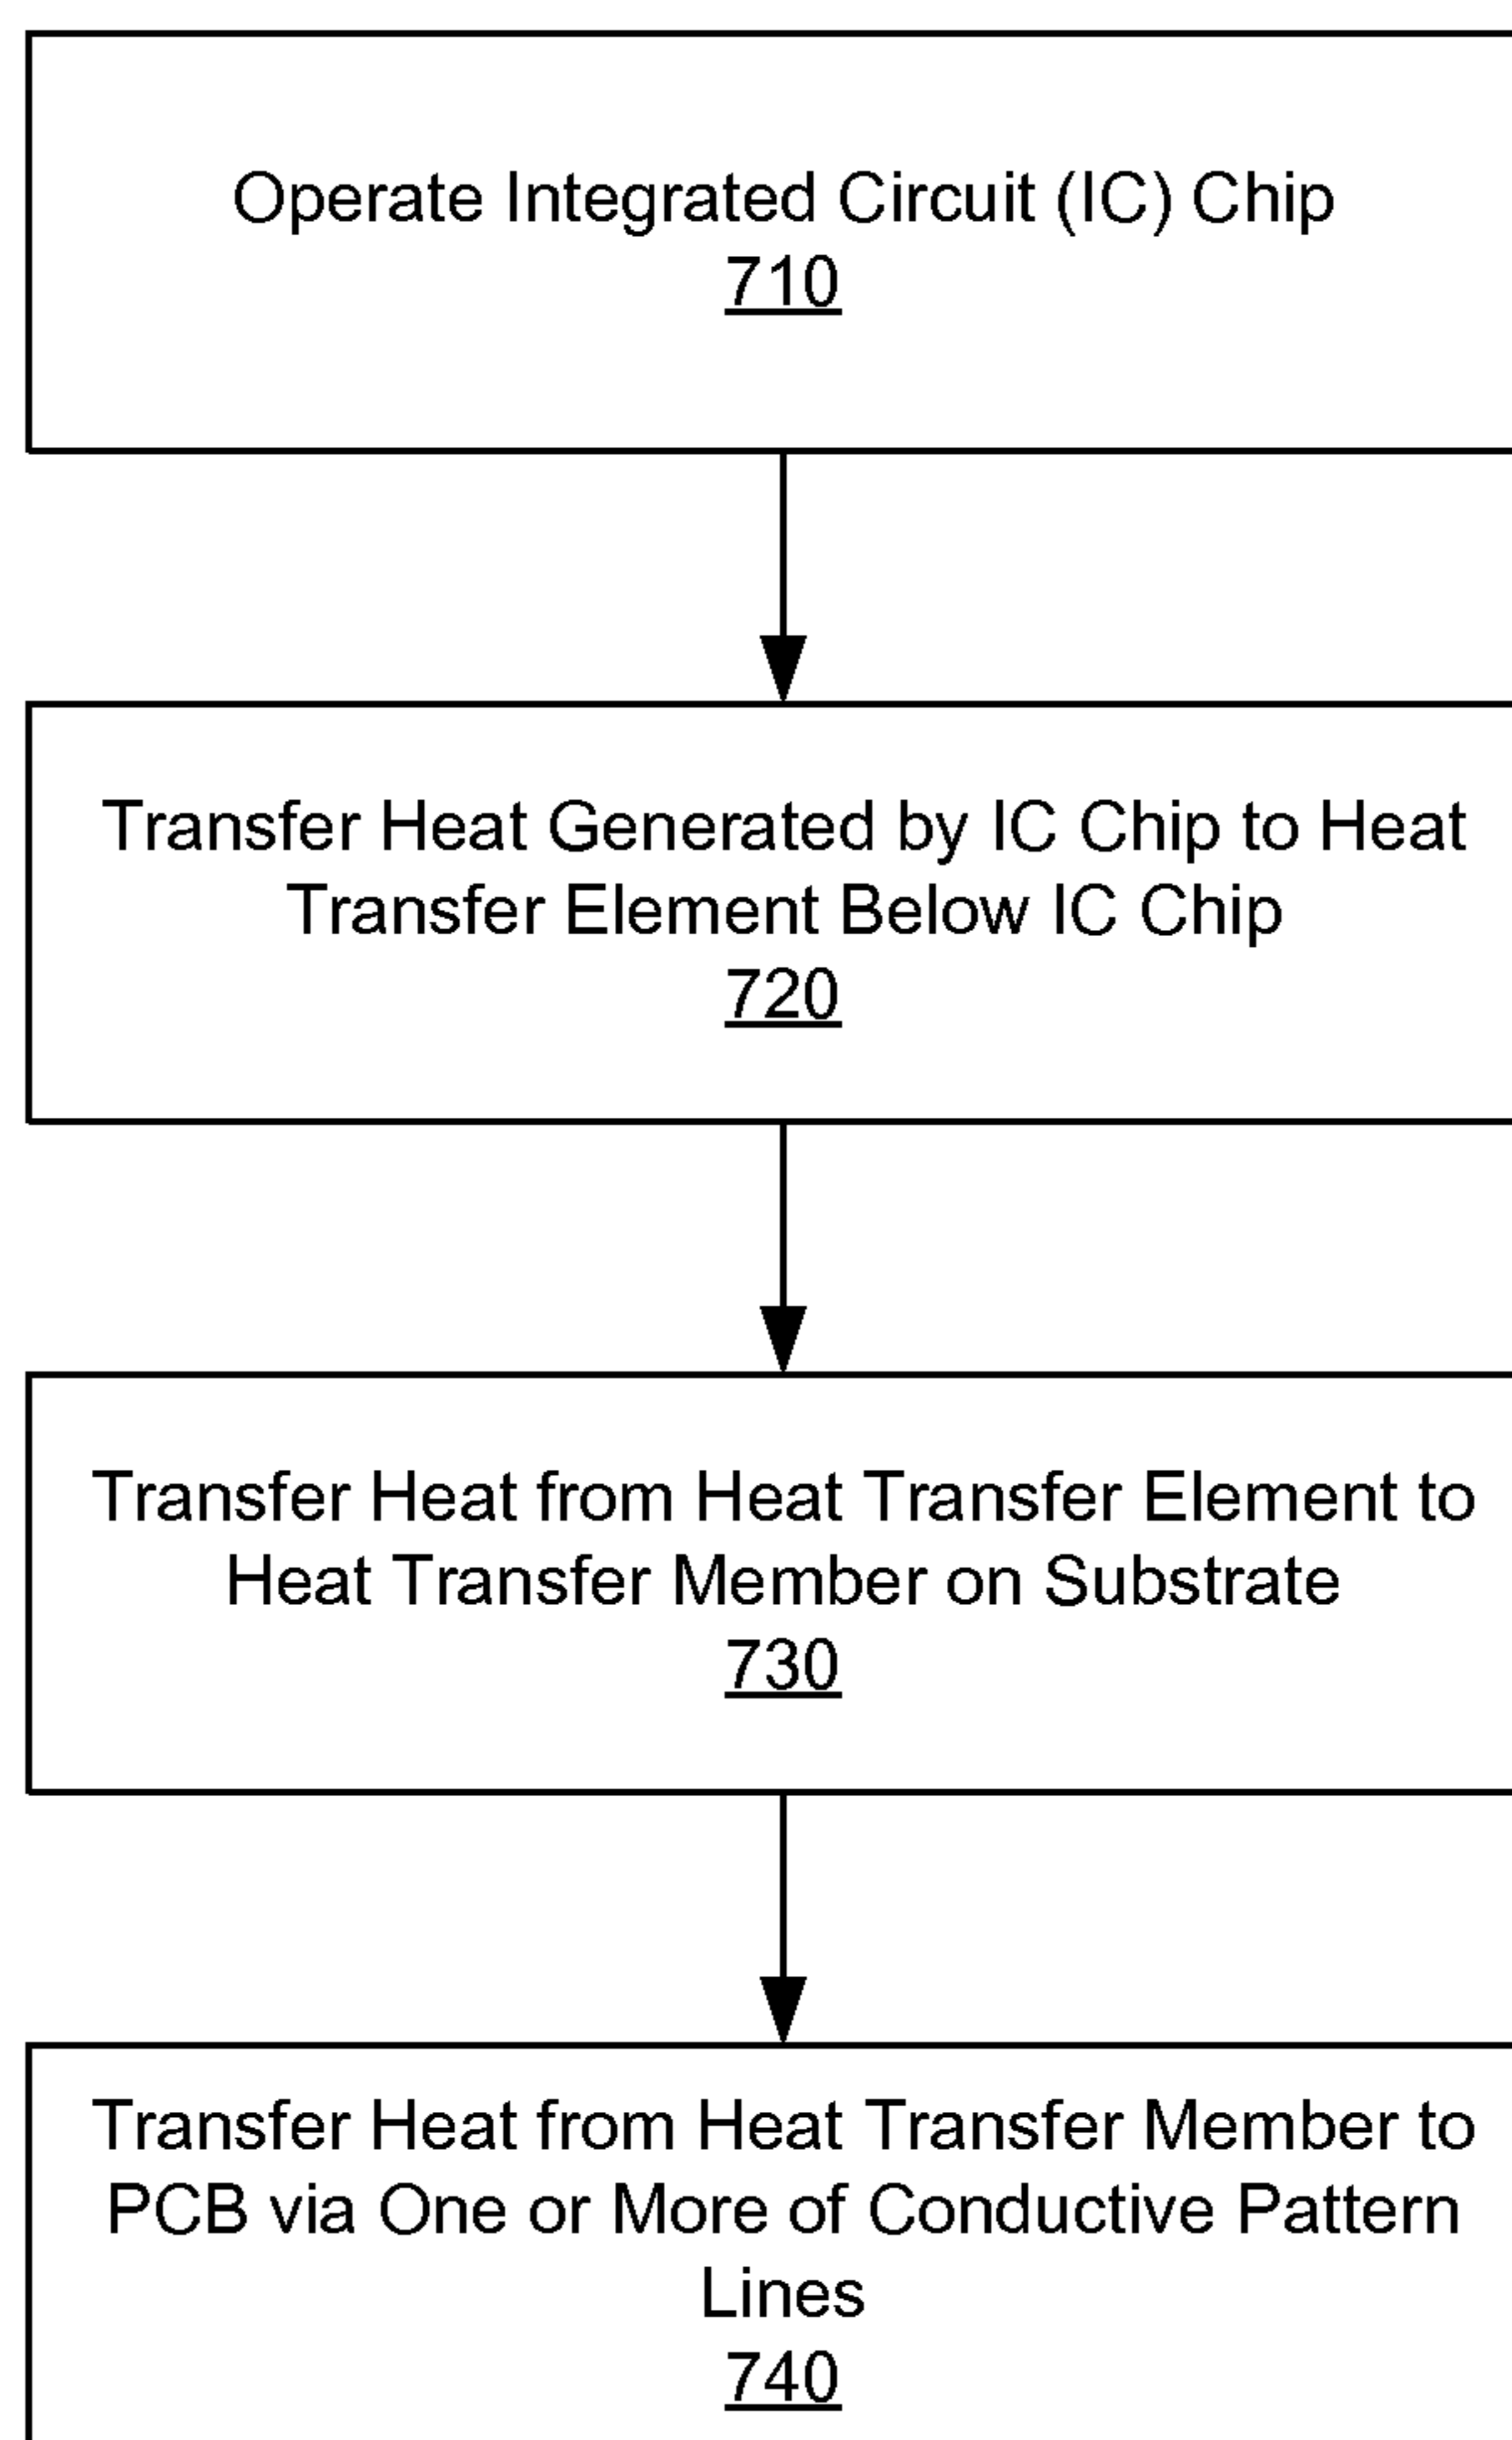 Operate Integrated Circuit (IC) Chip
710
Transfer Heat Generated by IC Chip to Heat
Transfer Element Below IC Chip
720
Transfer Heat from Heat Transfer Element to
Heat Transfer Member on Substrate
730
Transfer Heat from Heat Transfer Member to
PCB via One or More of Conductive Pattern
Lines
740